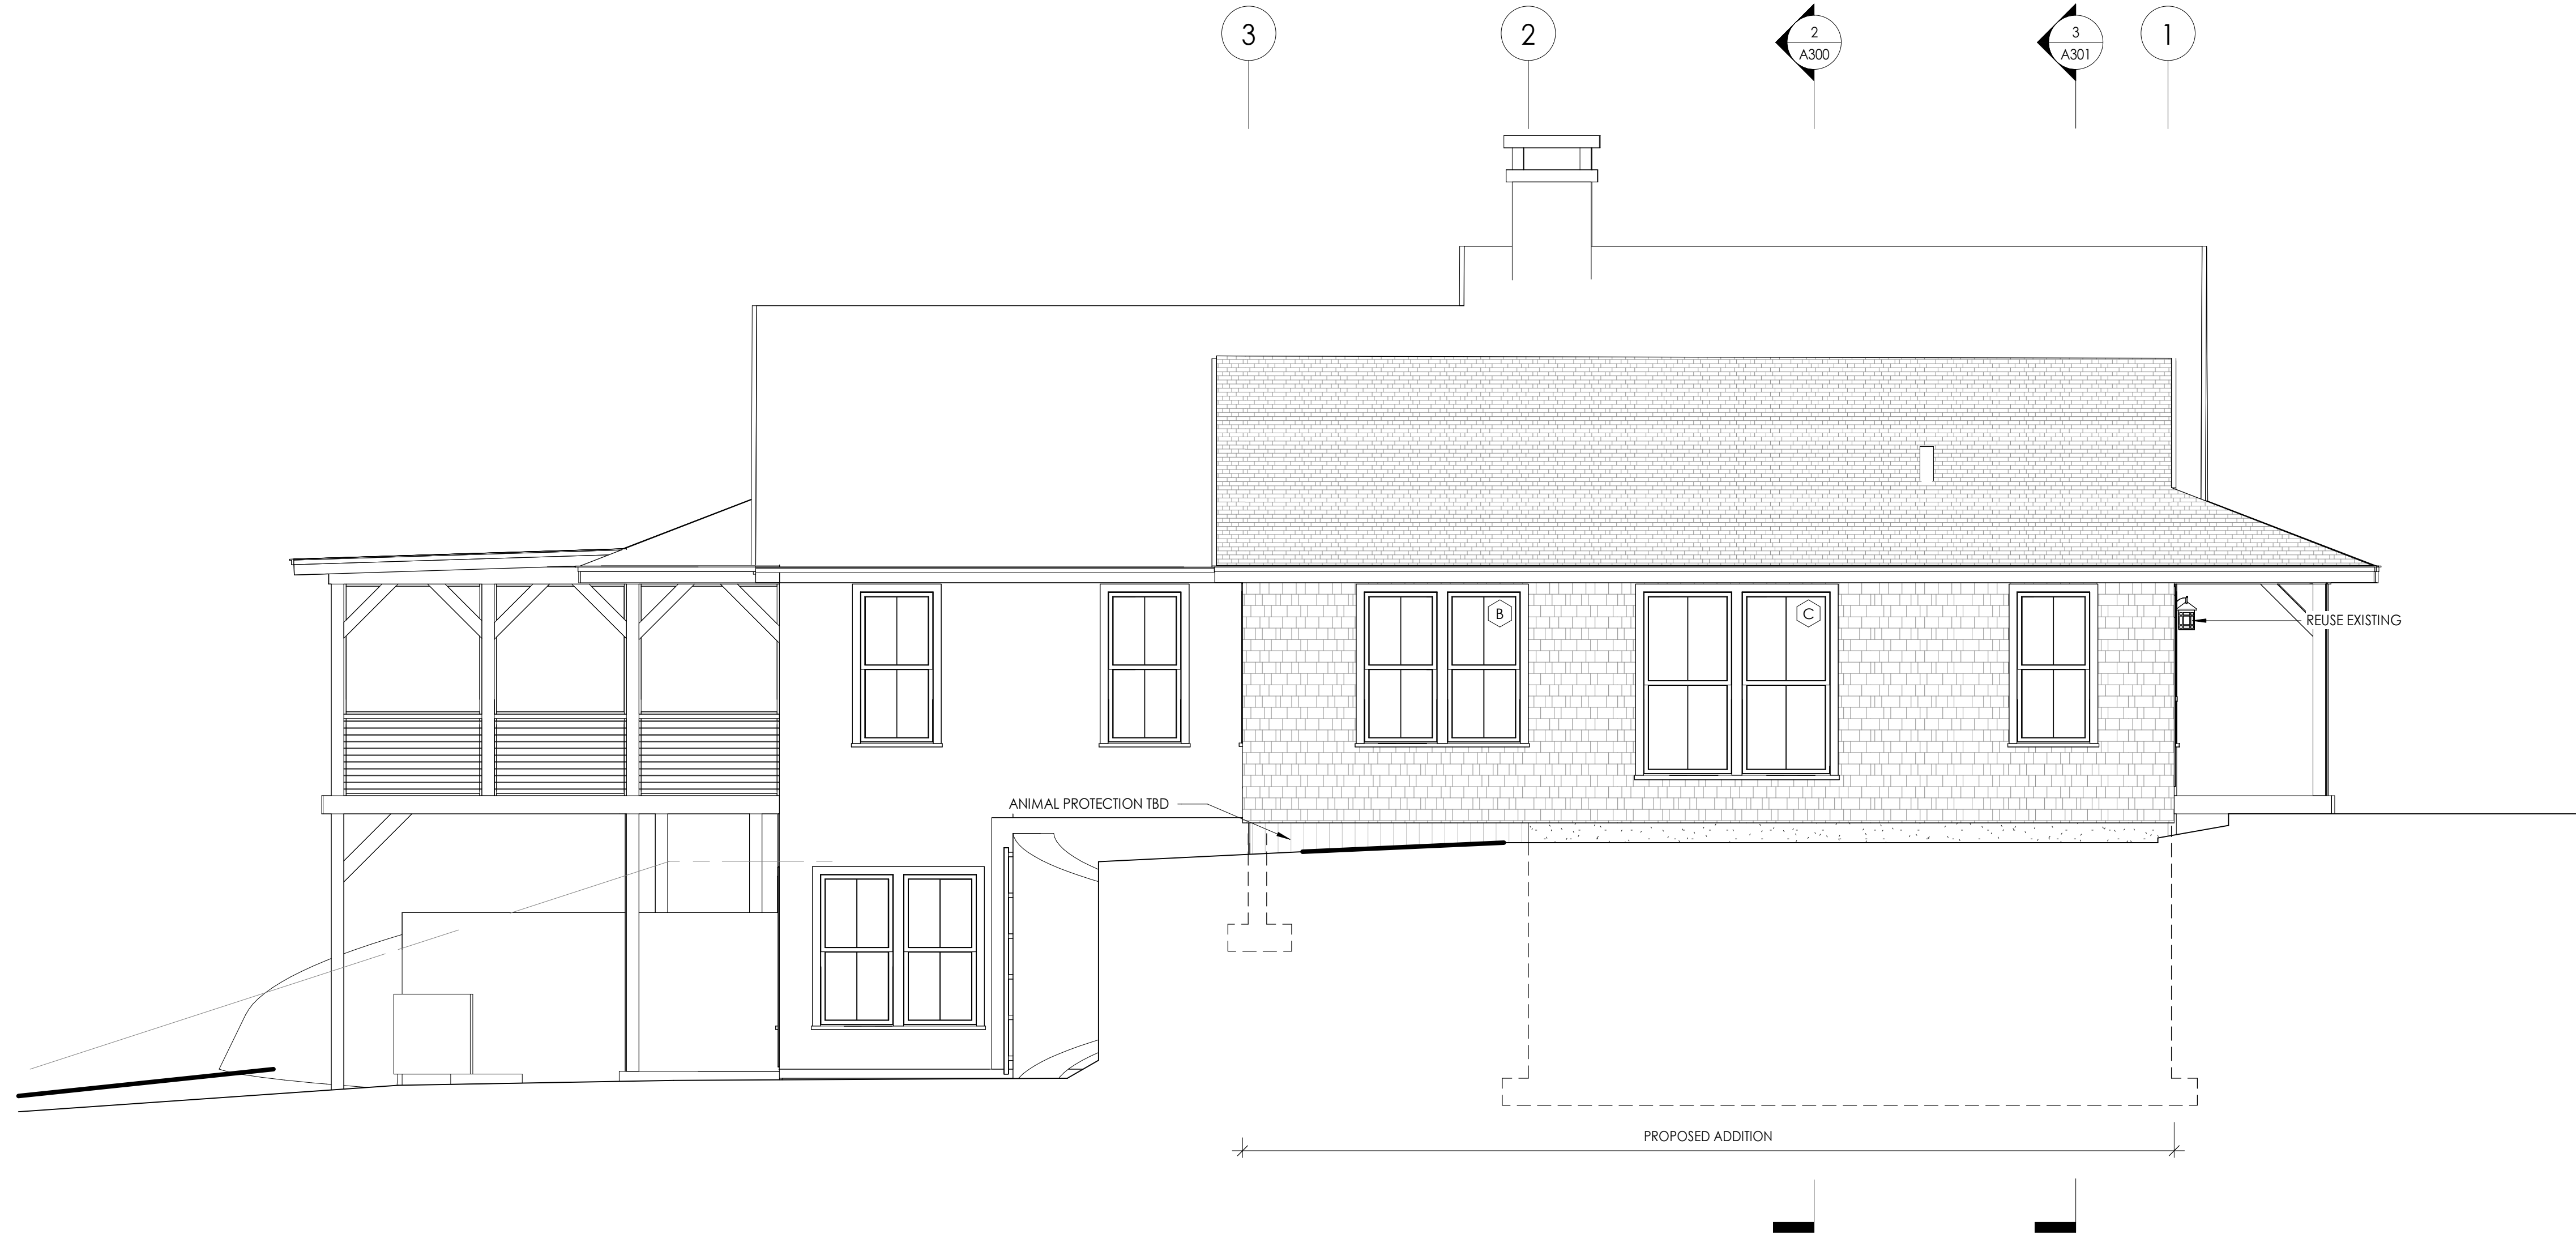 3
2
2
A300
3
A301
1
B
C
REUSE EXISTING
ANIMAL PROTECTION TBD
PROPOSED ADDITION